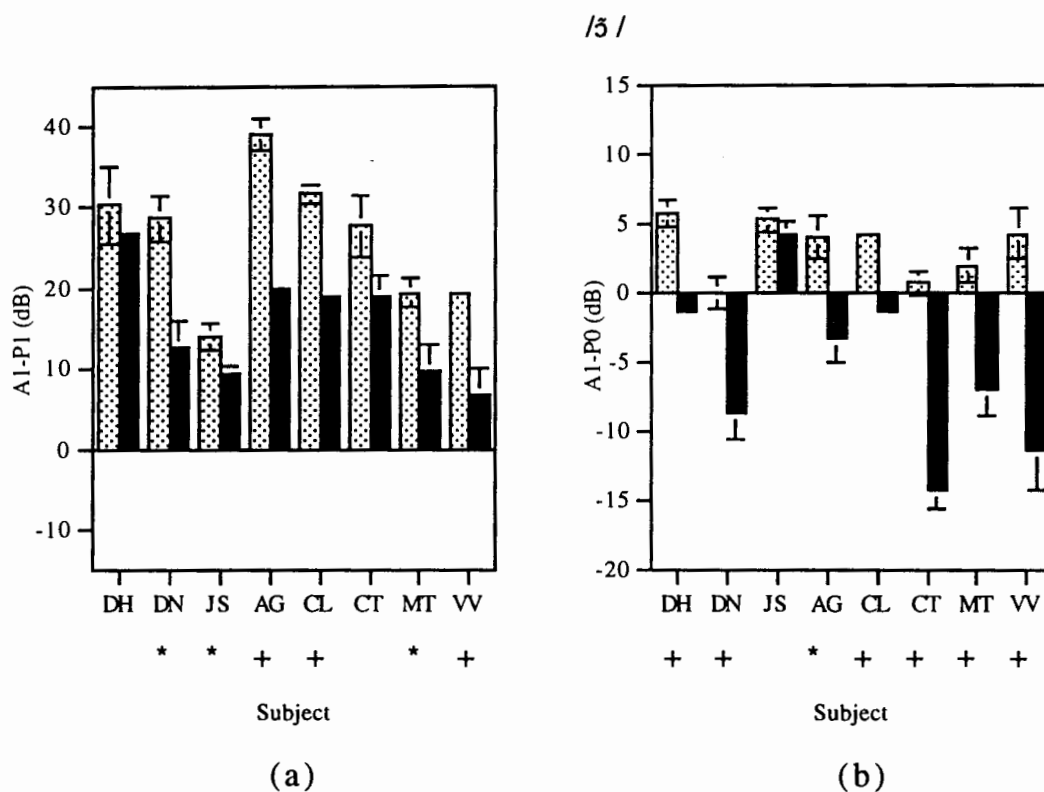 /ɔ̃ /
A1-P1 (dB)
40
30
20
10
0
-10
DH DN JS AG CL CT MT VV
* * + + * +
Subject
(a)
A1-P0 (dB)
15
10
5
0
-5
-10
-15
-20
DH DN JS AG CL CT MT VV
+ + * + + + +
Subject
(b)